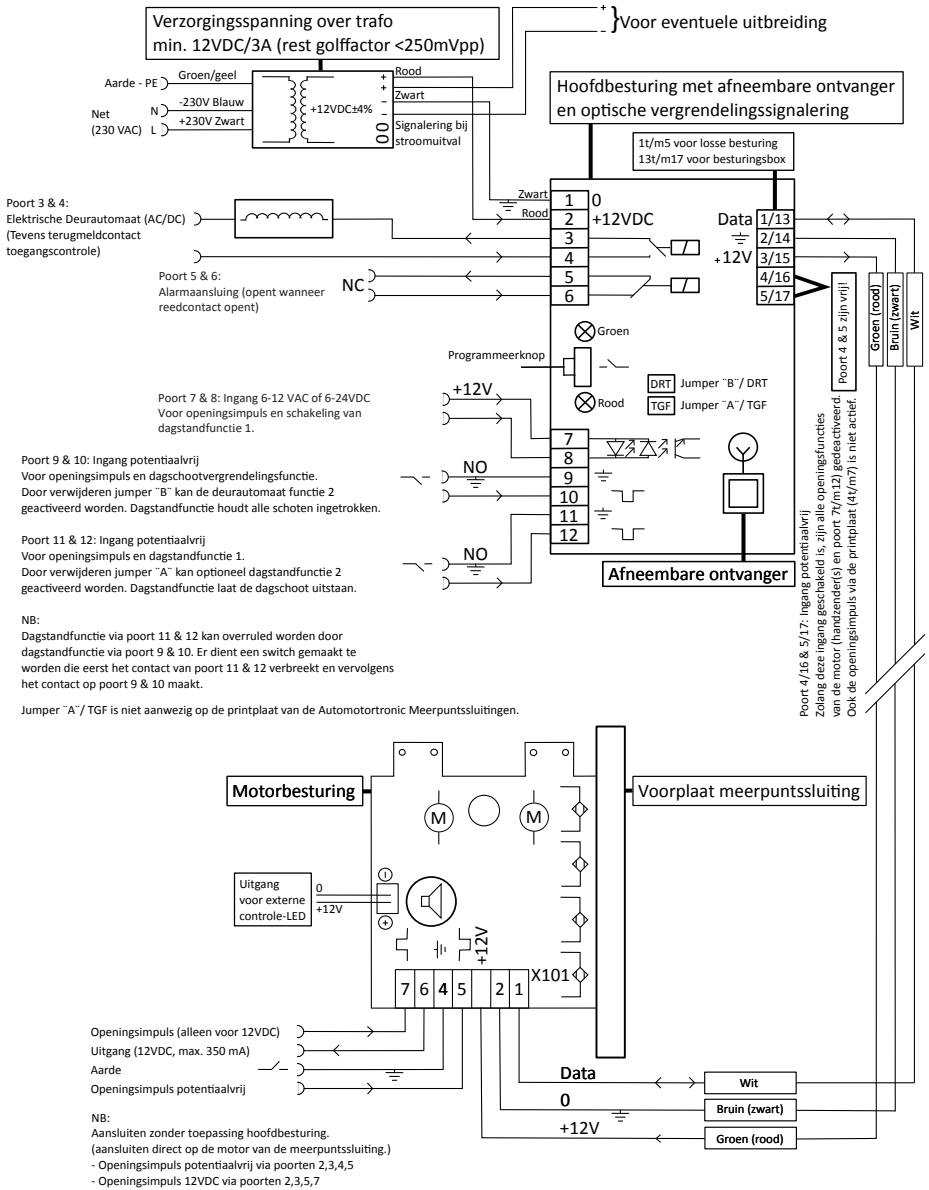 Verzorgingsspanning over trafo
min. 12VDC/3A (rest golffactor <250mVpp)
+
-
}Voor eventuele uitbreiding
Aarde - PE
Groen/geel
Net
(230 VAC)
N
-230V Blauw
L
+230V Zwart
+12VDC±4%
+
+
-
-
Rood
Zwart
Signalering bij
stroomuitval
Hoofdbesturing met afneembare ontvanger
en optische vergrendelingssignalering
1t/m5 voor losse besturing
13t/m17 voor besturingsbox
Poort 3 & 4:
Elektrische Deurautomaat (AC/DC)
(Tevens terugmeldcontact
toegangscontrole)
Poort 5 & 6:
Alarmaansluing (opent wanneer
reedcontact opent)
NC
Zwart
Rood
1
0
2
+12VDC
3
4
5
6
Data
1/13
2/14
+12V
3/15
4/16
5/17
Poort 4 & 5 zijn vrij!
Groen (rood)
Bruin (zwart)
Wit
Groen
Programmeerknop
Rood
DRT
Jumper ¨B¨/ DRT
TGF
Jumper ¨A¨/ TGF
Poort 7 & 8: Ingang 6-12 VAC of 6-24VDC
Voor openingsimpuls en schakeling van
dagstandfunctie 1.
+12V
7
8
9
10
11
12
Poort 9 & 10: Ingang potentiaalvrij
Voor openingsimpuls en dagschootvergrendelingsfunctie.
Door verwijderen jumper ¨B¨ kan de deurautomaat functie 2
geactiveerd worden. Dagstandfunctie houdt alle schoten ingetrokken.
NO
Poort 11 & 12: Ingang potentiaalvrij
Voor openingsimpuls en dagstandfunctie 1.
Door verwijderen jumper ¨A¨ kan optioneel dagstandfunctie 2
geactiveerd worden. Dagstandfunctie laat de dagschoot uitstaan.
NO
Afneembare ontvanger
Poort 4/16 & 5/17: Ingang potentiaalvrij
Zolang deze ingang geschakeld is, zijn alle openingsfuncties
van de motor (handzender(s) en poort 7t/m12) gedeactiveerd.
Ook de openingsimpuls via de printplaat (4t/m7) is niet actief.
NB:
Dagstandfunctie via poort 11 & 12 kan overruled worden door
dagstandfunctie via poort 9 & 10. Er dient een switch gemaakt te
worden die eerst het contact van poort 11 & 12 verbreekt en vervolgens
het contact op poort 9 & 10 maakt.
Jumper ¨A¨/ TGF is niet aanwezig op de printplaat van de Automotortronic Meerpuntssluitingen.
Motorbesturing
Voorplaat meerpuntssluiting
M
M
Uitgang
voor externe
controle-LED
0
+12V
+12V
X101
7
6
4
5
2
1
Openingsimpuls (alleen voor 12VDC)
Uitgang (12VDC, max. 350 mA)
Aarde
Openingsimpuls potentiaalvrij
Data
Wit
0
Bruin (zwart)
+12V
Groen (rood)
NB:
Aansluiten zonder toepassing hoofdbesturing.
(aansluiten direct op de motor van de meerpuntssluiting.)
- Openingsimpuls potentiaalvrij via poorten 2,3,4,5
- Openingsimpuls 12VDC via poorten 2,3,5,7